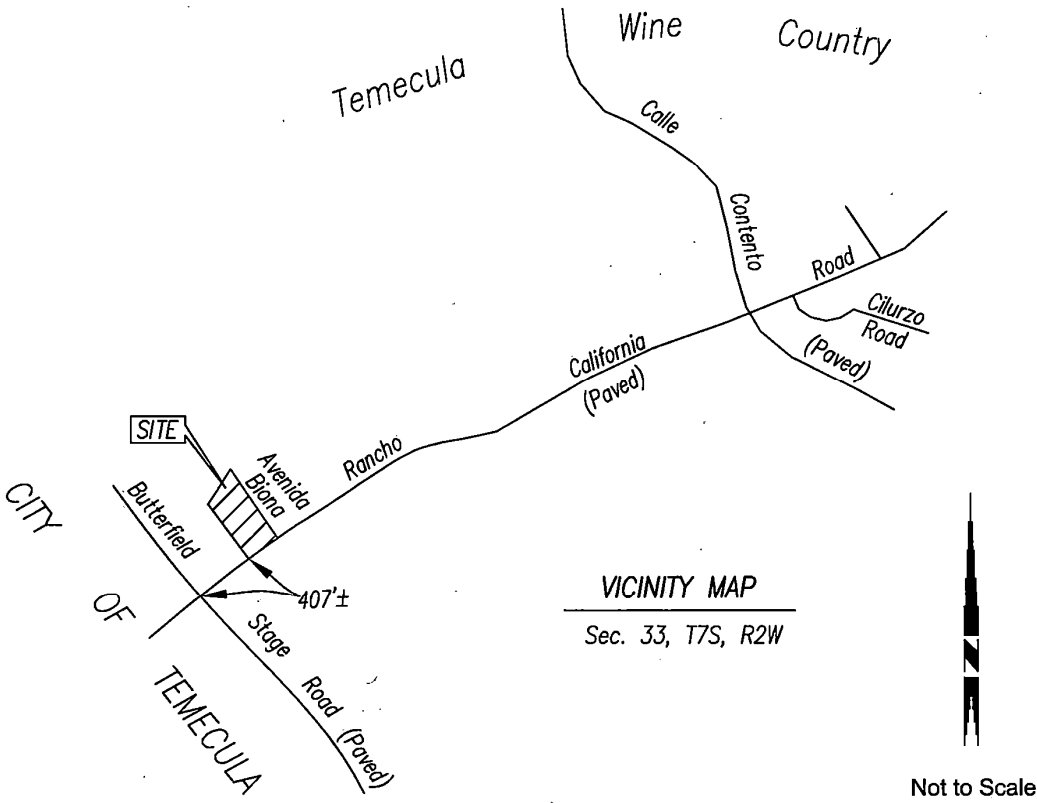 Temecula Wine Country
Calle
Contento
Road
Cilurzo
Road
(Paved)
California
(Paved)
Rancho
SITE
Avenida
Biona
Butterfield
Stage
Road (Paved)
407'±
CITY
OF
TEMECULA
VICINITY MAP
Sec. 33, T7S, R2W
N
Not to Scale